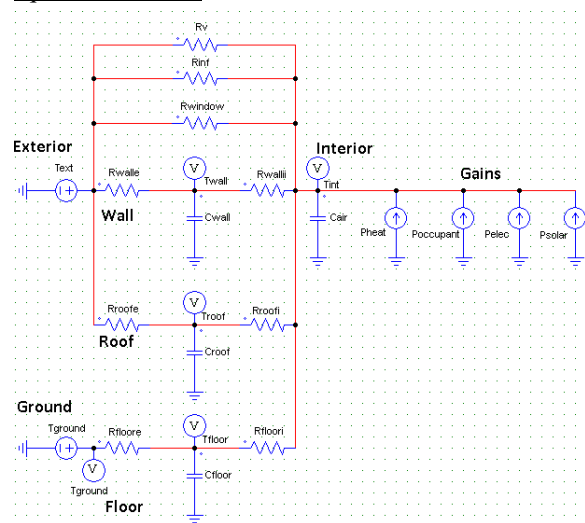 Rv
Rinf
Rwindow
Exterior
Interior
Text
Rwalle
V
Twall
Rwallii
V
Tint
Gains
Wall
Cwall
Cair
Pheat
Poccupant
Pelec
Psolar
V
Rroofe
Troof
Rroofi
Roof
Croof
Ground
Tground
Rfloore
V
Tfloor
Rfloori
V
Tground
Cfloor
Floor